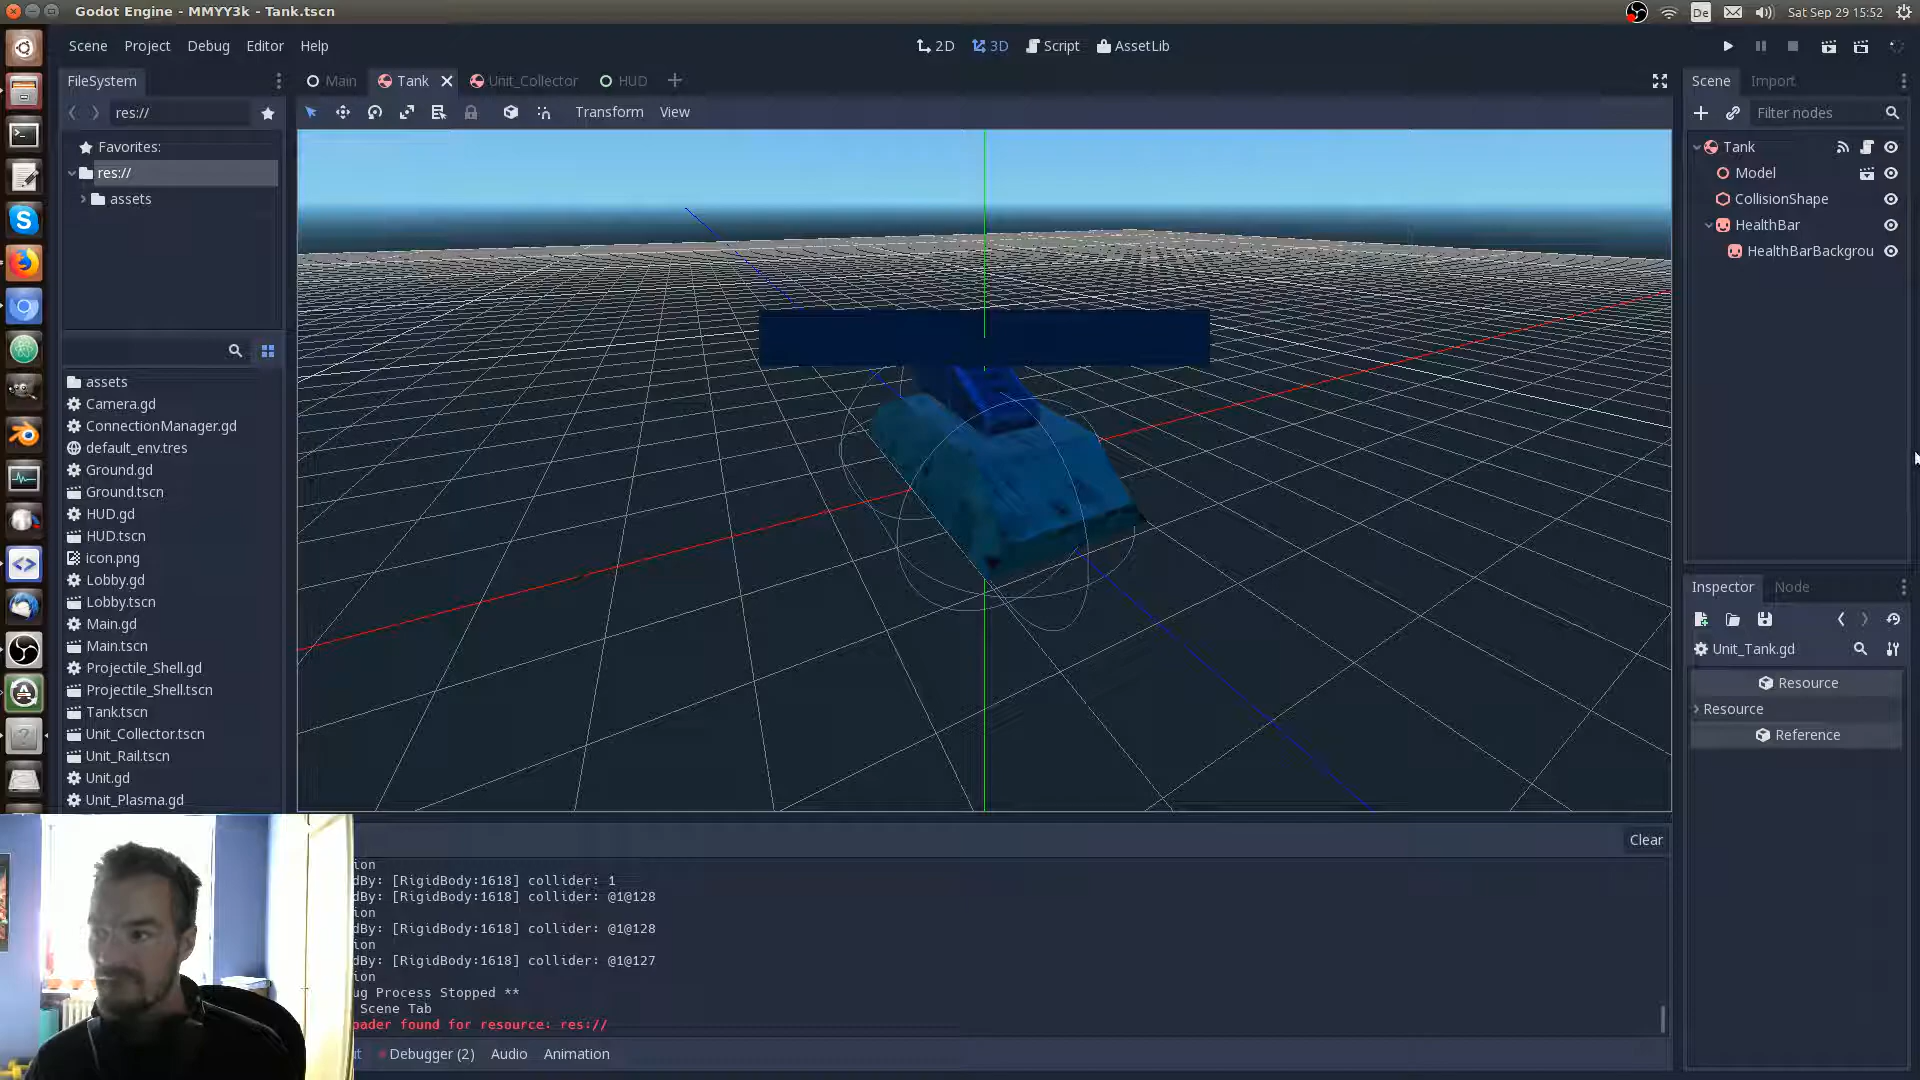 Godot Engine - MMYY3k - Tank.tscn
De
Sat Sep 29 15:52
Scene Project Debug Editor Help
2D 3D Script AssetLib
FileSystem
Main Tank Unit_Collector HUD
Scene Import
res://
Transform View
Filter nodes
Favorites:
res://
assets
Tank
Model
CollisionShape
HealthBar
HealthBarBackgrou
assets
Camera.gd
ConnectionManager.gd
default_env.tres
Ground.gd
Ground.tscn
HUD.gd
HUD.tscn
icon.png
Lobby.gd
Lobby.tscn
Main.gd
Main.tscn
Projectile_Shell.gd
Projectile_Shell.tscn
Tank.tscn
Unit_Collector.tscn
Unit_Rail.tscn
Unit.gd
Unit_Plasma.gd
Inspector Node
Unit_Tank.gd
Resource
Resource
Reference
Clear
ion
dBy: [RigidBody:1618] collider: 1
dBy: [RigidBody:1618] collider: @1@128
ion
dBy: [RigidBody:1618] collider: @1@128
ion
dBy: [RigidBody:1618] collider: @1@127
ion
ug Process Stopped **
Scene Tab
oader found for resource: res://
Debugger (2) Audio Animation